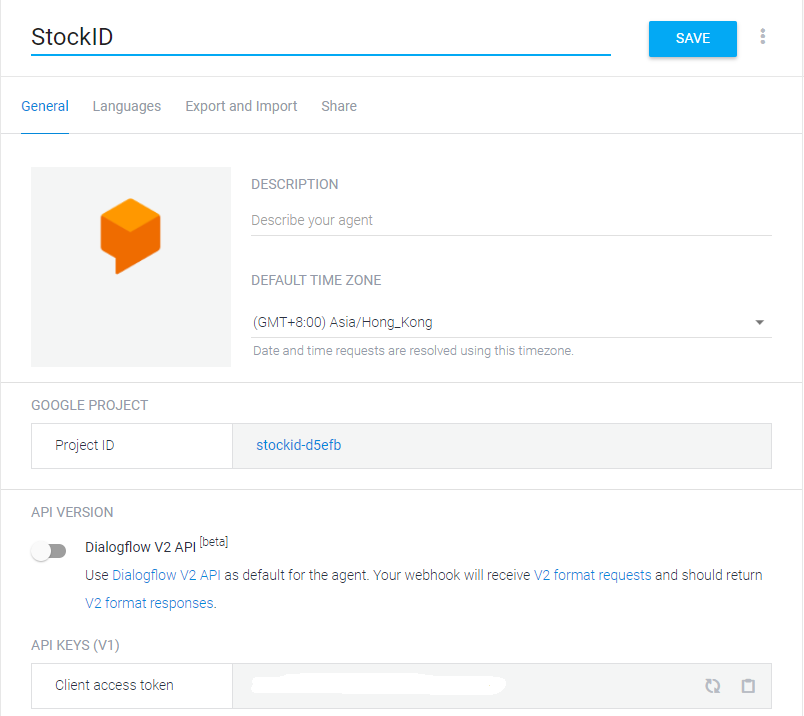 StockID
SAVE
General Languages Export and Import Share
DESCRIPTION
Describe your agent
DEFAULT TIME ZONE
(GMT+8:00) Asia/Hong_Kong
Date and time requests are resolved using this timezone.
GOOGLE PROJECT
Project ID stockid-d5efb
API VERSION
Dialogflow V2 API [beta]
Use Dialogflow V2 API as default for the agent. Your webhook will receive V2 format requests and should return
V2 format responses.
API KEYS (V1)
Client access token